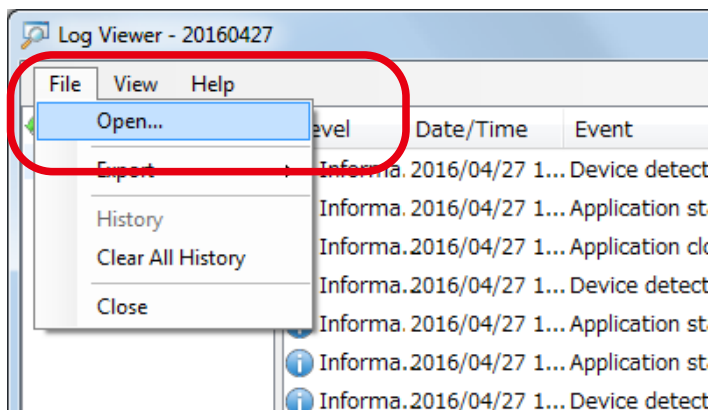 Log Viewer - 20160427
File View Help
Open...
evel Date/Time Event
Export
Informa. 2016/04/27 1... Device detect
History
Informa. 2016/04/27 1... Application st
Clear All History
Informa. 2016/04/27 1... Application clo
Informa. 2016/04/27 1... Device detect
Close
Informa. 2016/04/27 1... Application st
Informa. 2016/04/27 1... Application st
Informa. 2016/04/27 1... Device detect